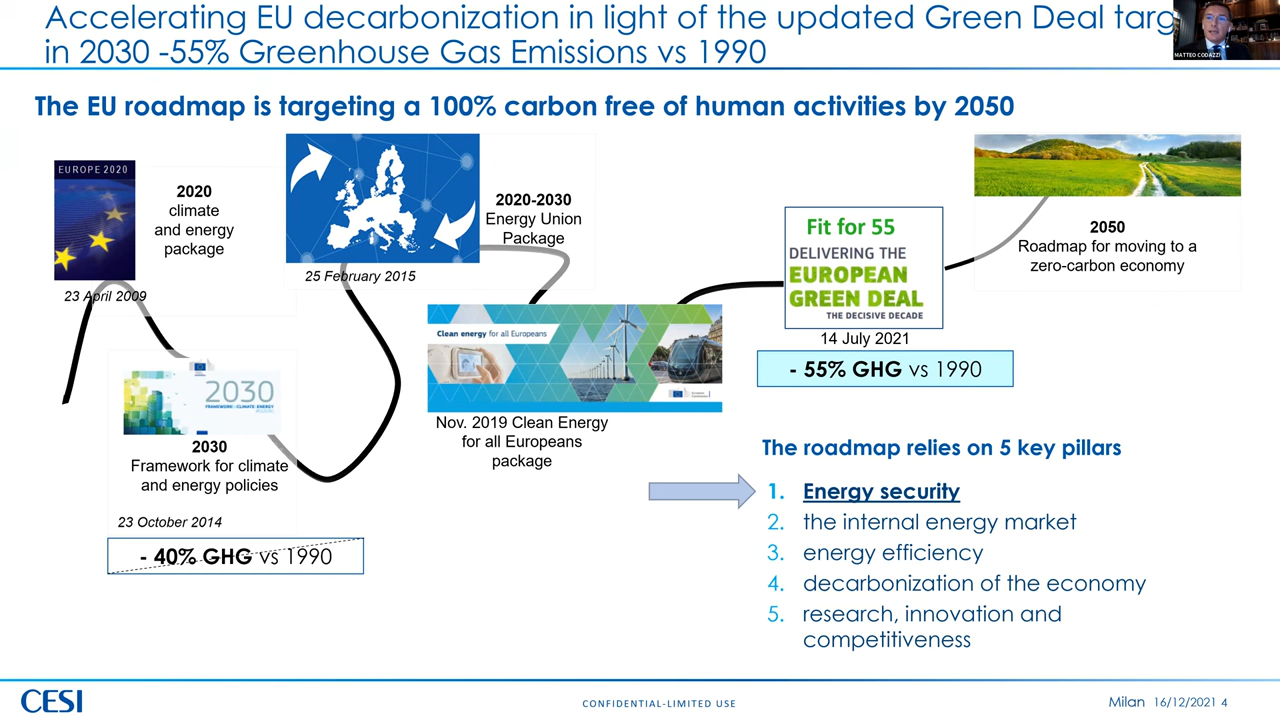 Accelerating EU decarbonization in light of the updated Green Deal targ
in 2030 -55% Greenhouse Gas Emissions vs 1990
MATTEO CODAZZI
The EU roadmap is targeting a 100% carbon free of human activities by 2050
EUROPE 2020
23 April 2009
2020
climate
and energy
package
25 February 2015
2020-2030
Energy Union
Package
2030
FRAMEWORK FOR CLIMATE AND ENERGY
2030
Framework for climate
and energy policies
23 October 2014
- 40% GHG vs 1990
Clean energy for all Europeans
Nov. 2019 Clean Energy
for all Europeans
package
Fit for 55
DELIVERING THE
EUROPEAN
GREEN DEAL
THE DECISIVE DECADE
14 July 2021
- 55% GHG vs 1990
2050
Roadmap for moving to a
zero-carbon economy
The roadmap relies on 5 key pillars
1. Energy security
2. the internal energy market
3. energy efficiency
4. decarbonization of the economy
5. research, innovation and
competitiveness
CESI
CONFIDENTIAL-LIMITED USE
Milan 16/12/2021 4